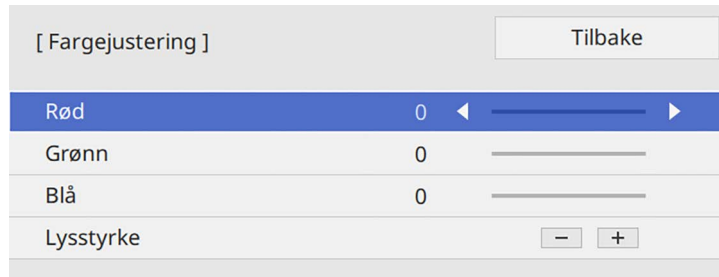 [ Fargejustering ]
Tilbake
Rød 0
Grønn 0
Blå 0
Lysstyrke − +